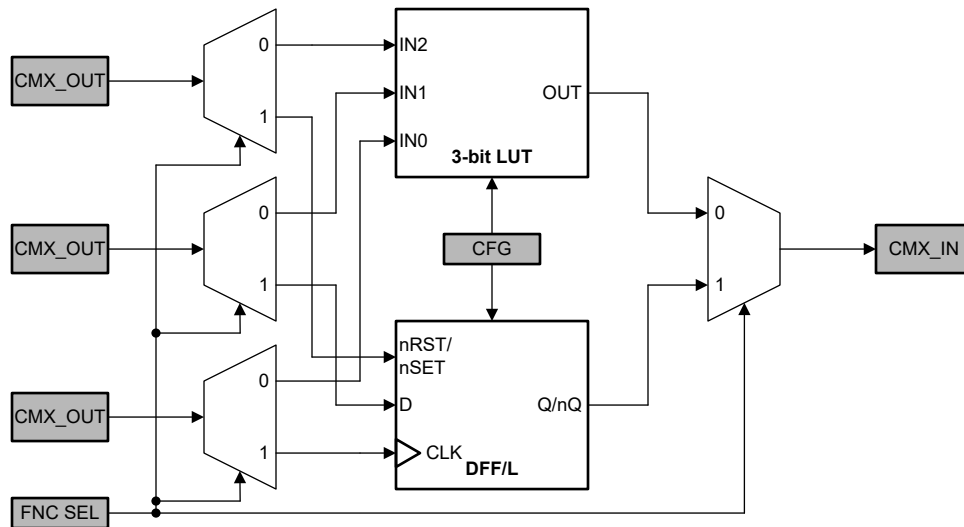 0
IN2
CMX_OUT
IN1
OUT
1
IN0
3-bit LUT
0
0
CMX_OUT
CFG
CMX_IN
1
1
nRST/
nSET
0
CMX_OUT
D
Q/nQ
1
CLK
DFF/L
FNC SEL